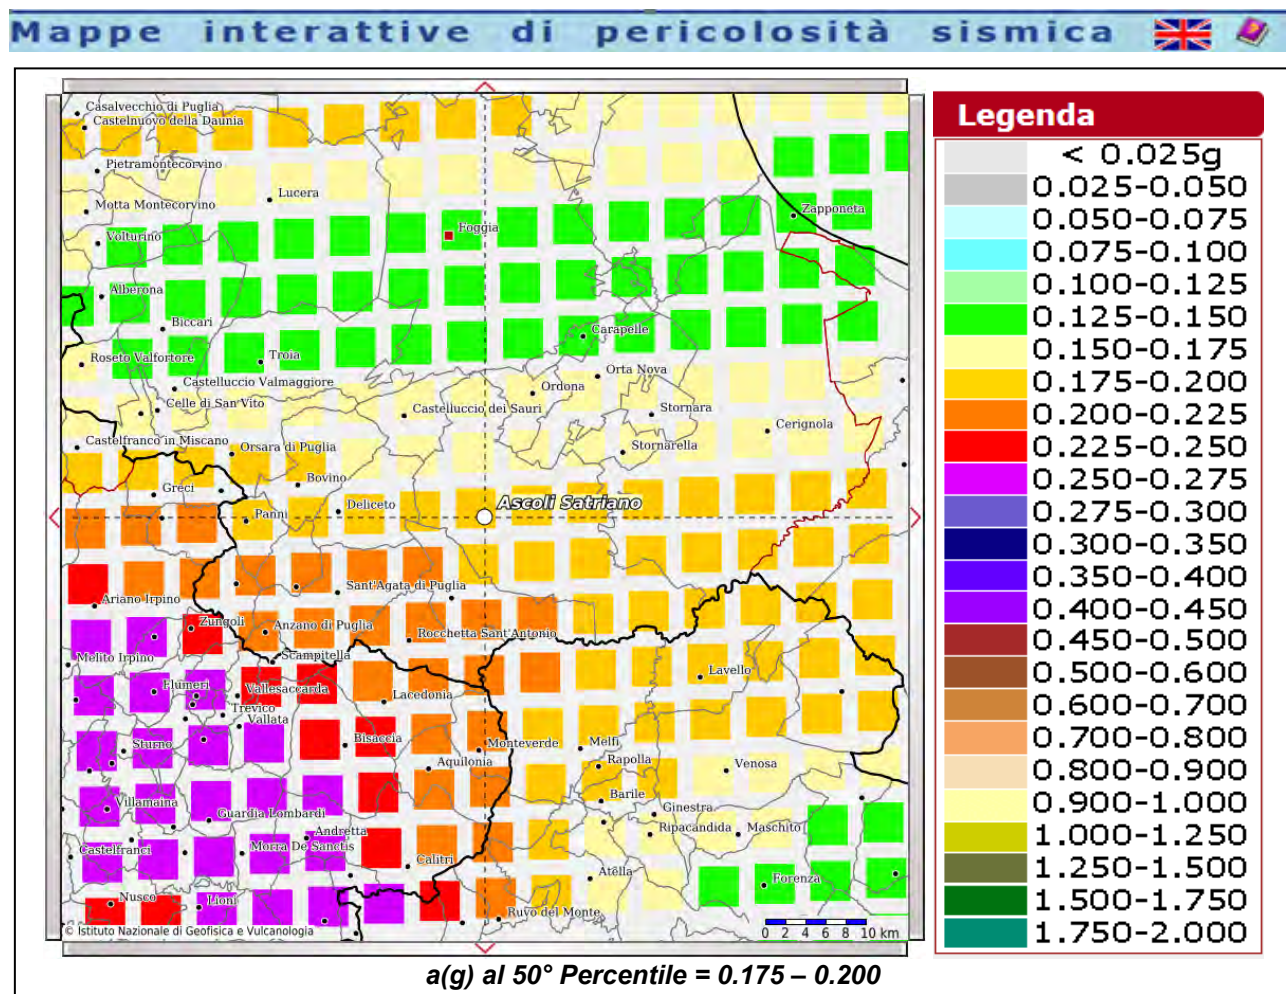 Mappe interattive di pericolosità sismica
Casalvecchio di Puglia
Castelnuovo della Daunia
Pietramontecorvino
Lucera
Motta Montecorvino
Zapponeta
Volturino
Foggia
Alberona
Biccari
Carapelle
Roseto Valfortore
Troia
Orta Nova
Castelluccio Valmaggiore
Ordona
Celle di San Vito
Castelluccio dei Sauri
Stornara
Cerignola
Castelfranco in Miscano
Orsara di Puglia
Stornarella
Bovino
Greci
Deliceto
Ascoli Satriano
Panni
Sant'Agata di Puglia
Ariano Irpino
Zungoli
Anzano di Puglia
Rocchetta Sant'Antonio
Melito Irpino
Scampitella
Lavello
Flumeri
Vallesaccarda
Lacedonia
Trevico
Vallata
Sturno
Bisaccia
Monteverde
Melfi
Aquilonia
Rapolla
Venosa
Villamaina
Barile
Guardia Lombardi
Ginestra
Andretta
Ripacandida
Maschito
Castelfranci
Morra De Sanctis
Calitri
Atella
Forenza
Nusco
Lioni
Ruvo del Monte
© Istituto Nazionale di Geofisica e Vulcanologia
0 2 4 6 8 10 km
Legenda
< 0.025g
0.025-0.050
0.050-0.075
0.075-0.100
0.100-0.125
0.125-0.150
0.150-0.175
0.175-0.200
0.200-0.225
0.225-0.250
0.250-0.275
0.275-0.300
0.300-0.350
0.350-0.400
0.400-0.450
0.450-0.500
0.500-0.600
0.600-0.700
0.700-0.800
0.800-0.900
0.900-1.000
1.000-1.250
1.250-1.500
1.500-1.750
1.750-2.000
a(g) al 50° Percentile = 0.175 – 0.200